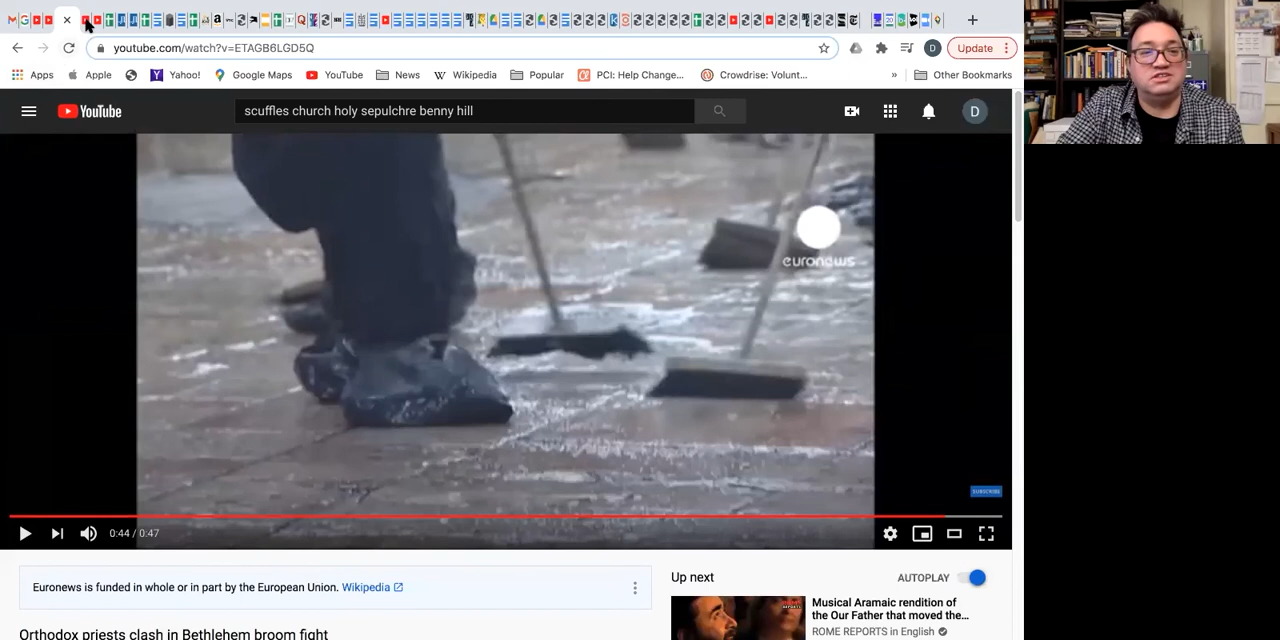 youtube.com/watch?v=ETAGB6LGD5Q
D
Update
Apps
Apple
Yahoo!
Google Maps
YouTube
News
Wikipedia
Popular
PCI: Help Change...
Crowdrise: Volunt...
»
Other Bookmarks
YouTube
scuffles church holy sepulchre benny hill
D
euronews
SUBSCRIBE
0:44 / 0:47
Euronews is funded in whole or in part by the European Union. Wikipedia
Up next
AUTOPLAY
Musical Aramaic rendition of
the Our Father that moved the...
ROME REPORTS in English
Orthodox priests clash in Bethlehem broom fight